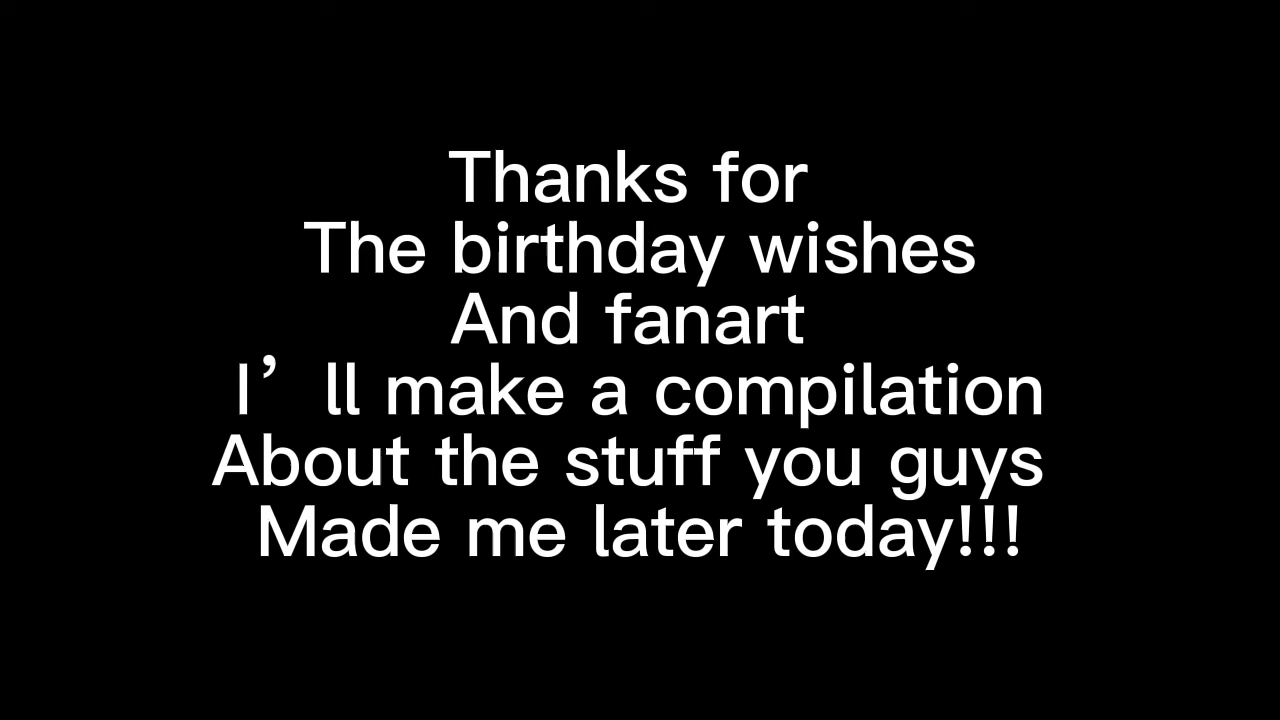 Thanks for
The birthday wishes
And fanart
I’ll make a compilation
About the stuff you guys
Made me later today!!!